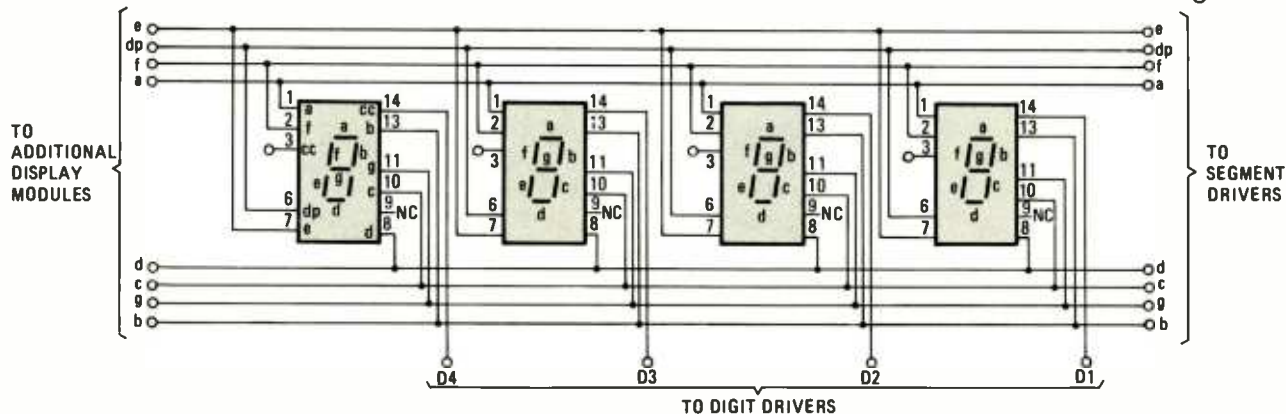 e e
dp dp
f f
a a
1 a cc 14
2 f b 13
3 cc
g 11
c 10
9 NC
6 dp
7 e d 8
a
f b
g
e c
d
1 14
2 13
3
11
10
6 9 NC
7 8
a
f g b
e c
d
1 14
2 13
3
11
10
6 9 NC
7 8
a
f g b
e c
d
1 14
2 13
3
11
10
6 9 NC
7 8
a
f g b
e c
d
TO
ADDITIONAL
DISPLAY
MODULES
TO
SEGMENT
DRIVERS
d d
c c
g g
b b
D4 D3 D2 D1
TO DIGIT DRIVERS